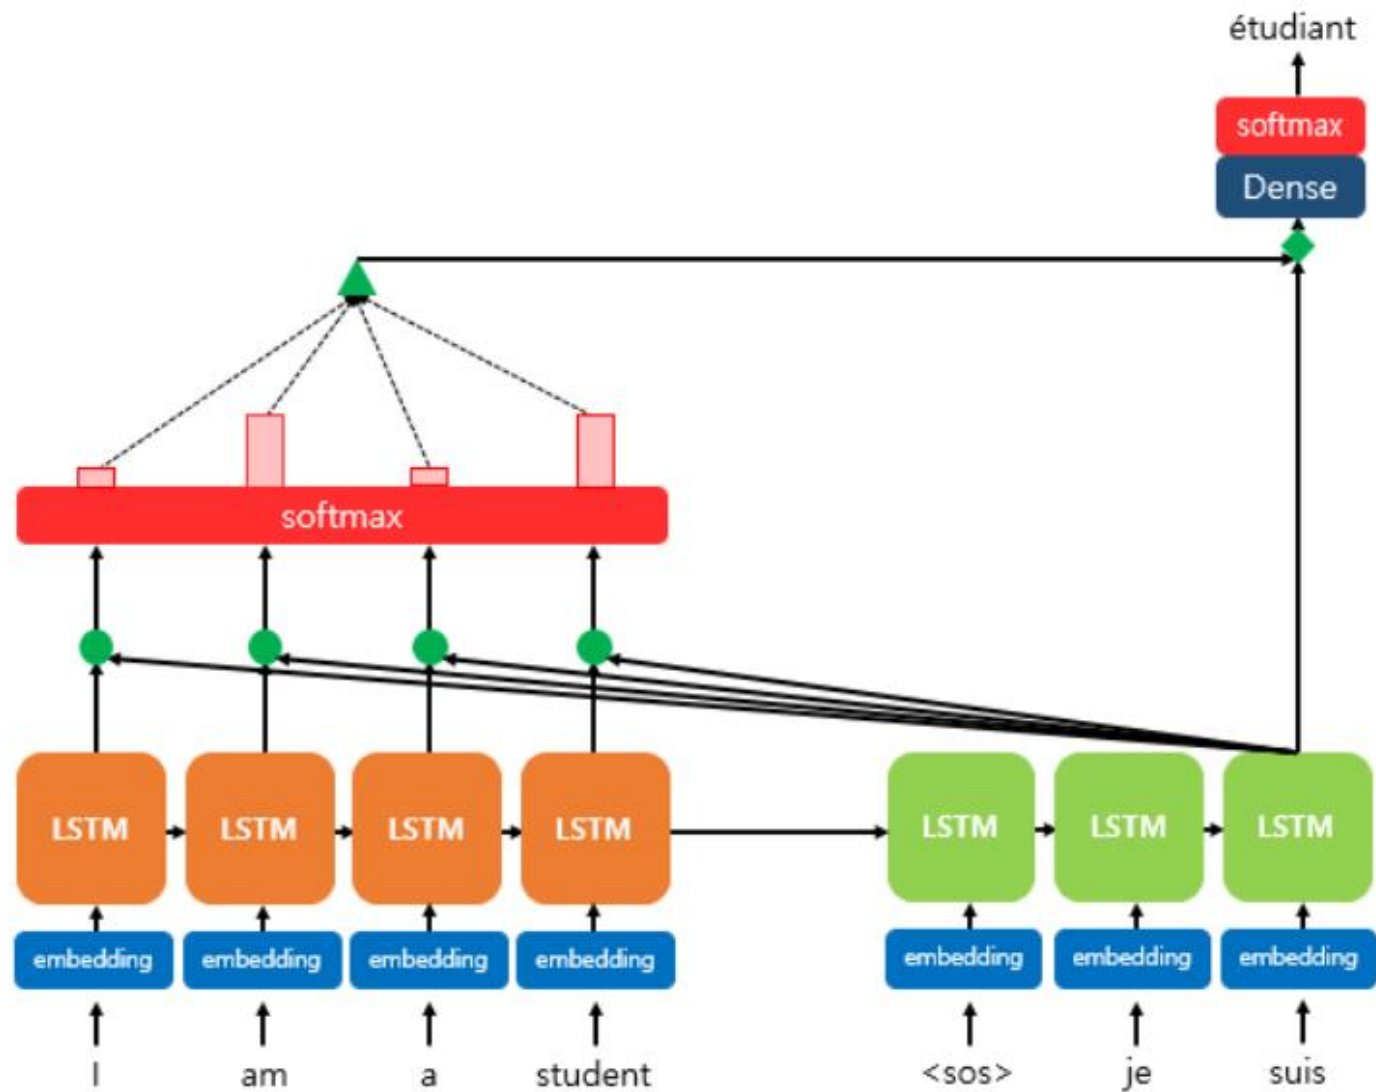 étudiant
softmax
Dense
softmax
LSTM LSTM LSTM LSTM LSTM LSTM LSTM
embedding embedding embedding embedding embedding embedding embedding
I am a student <sos> je suis